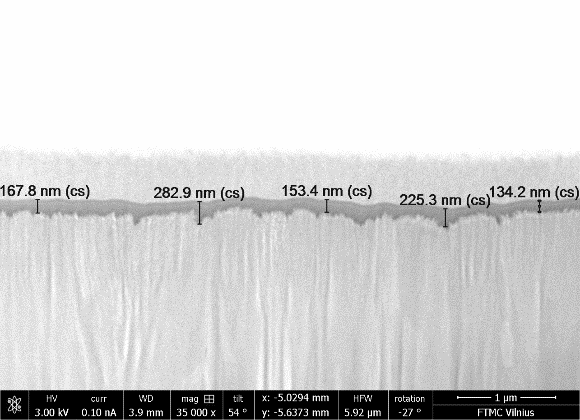 167.8 nm (cs)
282.9 nm (cs)
153.4 nm (cs)
225.3 nm (cs)
134.2 nm (cs)
HV curr WD mag tilt x: -5.0294 mm HFW rotation 1 µm
3.00 kV 0.10 nA 3.9 mm 35 000 x 54 ° y: -5.6373 mm 5.92 µm -27 ° FTMC Vilnius